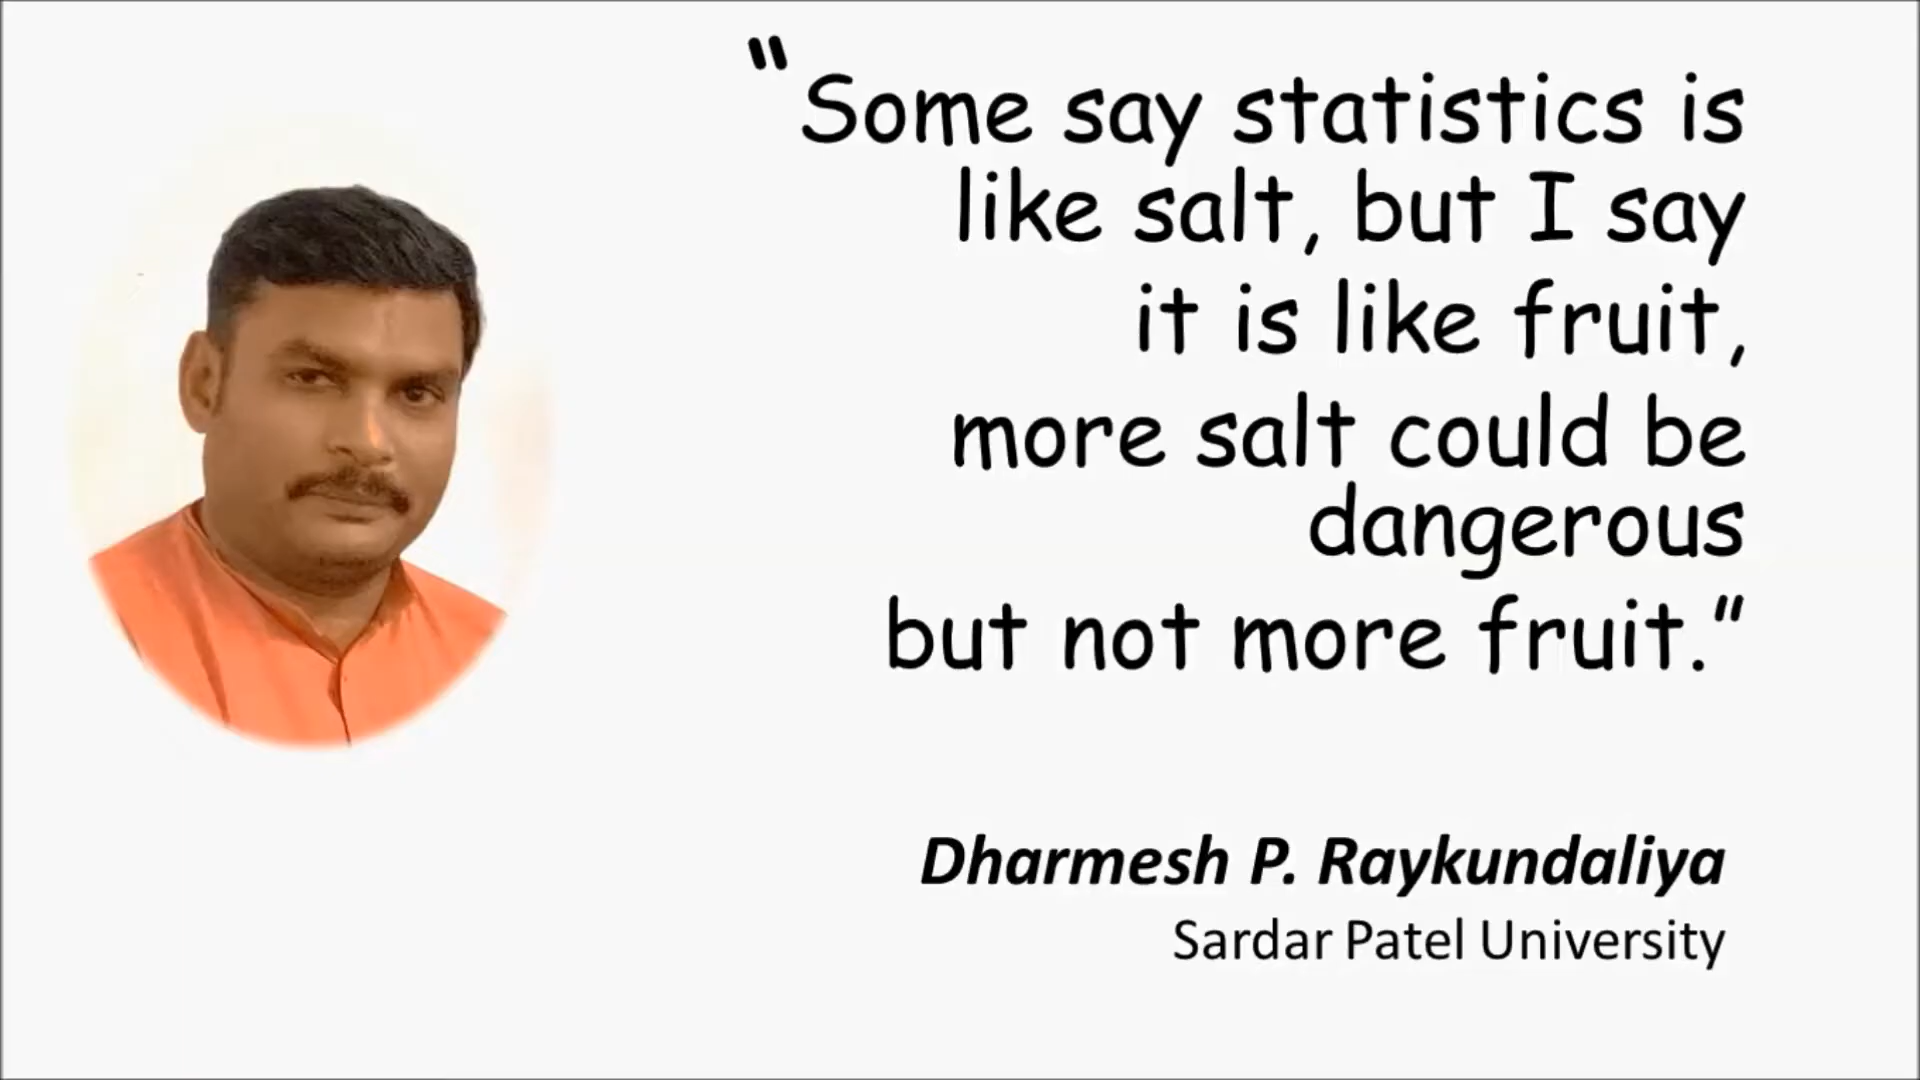 “Some say statistics is
like salt, but I say
it is like fruit,
more salt could be
dangerous
but not more fruit.”
Dharmesh P. Raykundaliya
Sardar Patel University